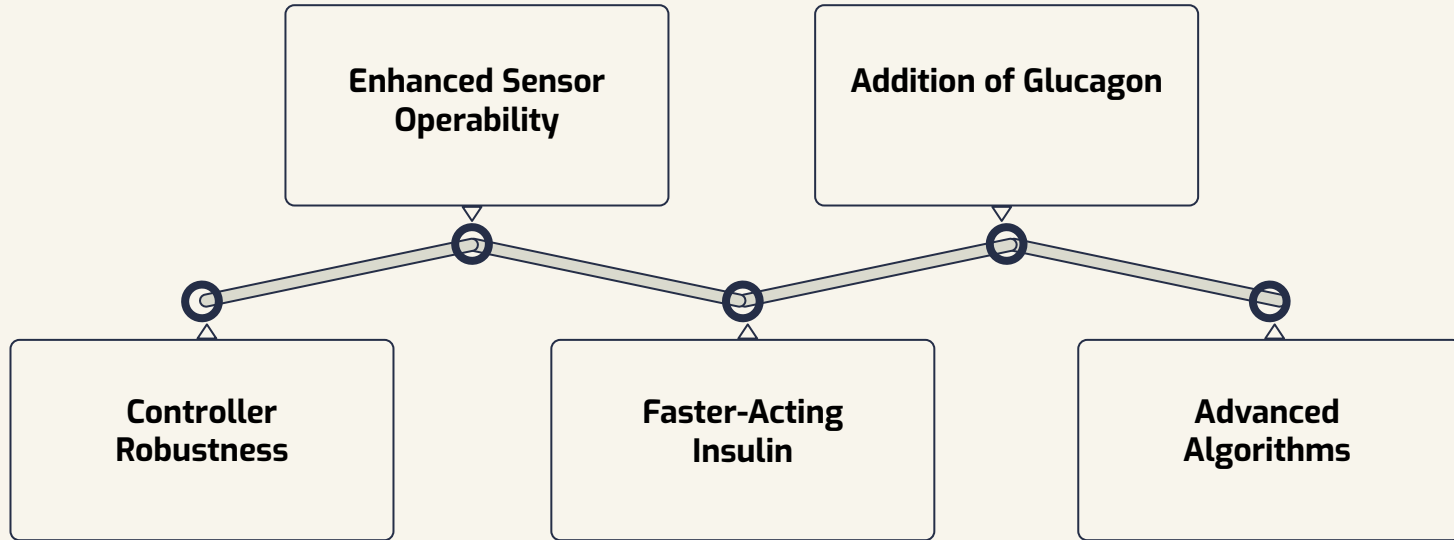 Enhanced Sensor
Operability
Addition of Glucagon
Controller
Robustness
Faster-Acting
Insulin
Advanced
Algorithms